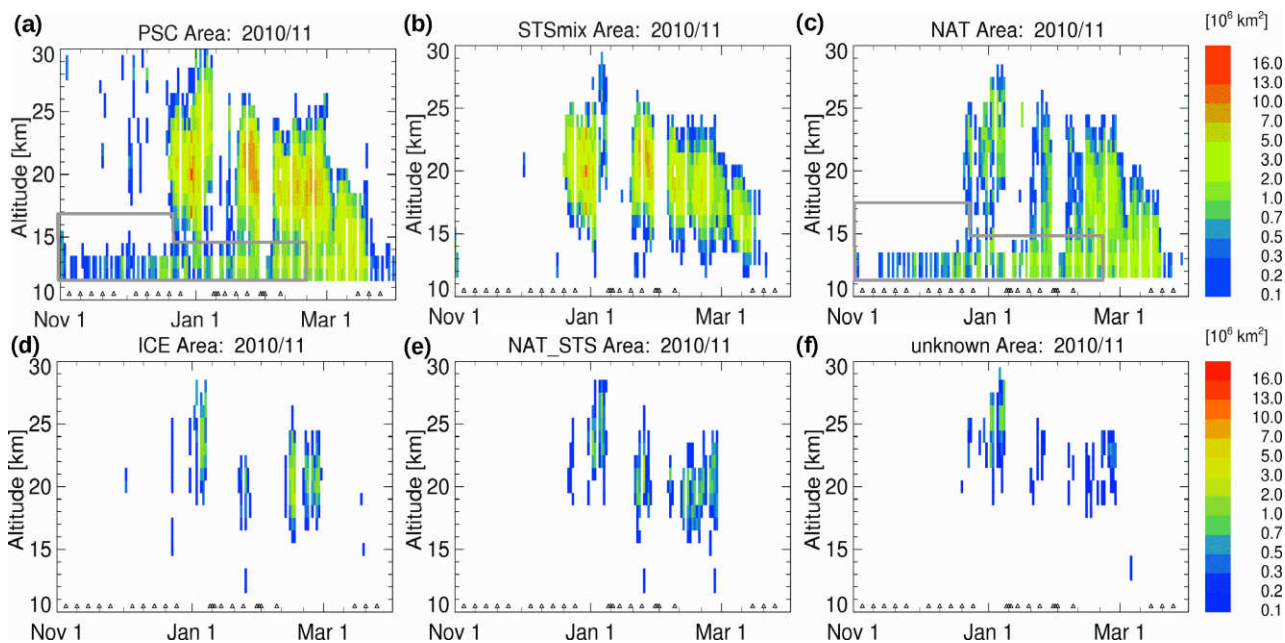 (a) PSC Area: 2010/11
(b) STSmix Area: 2010/11
(c) NAT Area: 2010/11
[10⁶ km²]
Altitude [km]
30
25
20
15
10
Nov 1 Jan 1 Mar 1
Altitude [km]
30
25
20
15
10
Nov 1 Jan 1 Mar 1
Altitude [km]
30
25
20
15
10
Nov 1 Jan 1 Mar 1
16.0
13.0
10.0
7.0
5.0
3.0
2.0
1.0
0.7
0.5
0.3
0.2
0.1
(d) ICE Area: 2010/11
(e) NAT_STS Area: 2010/11
(f) unknown Area: 2010/11
[10⁶ km²]
Altitude [km]
30
25
20
15
10
Nov 1 Jan 1 Mar 1
Altitude [km]
30
25
20
15
10
Nov 1 Jan 1 Mar 1
Altitude [km]
30
25
20
15
10
Nov 1 Jan 1 Mar 1
16.0
13.0
10.0
7.0
5.0
3.0
2.0
1.0
0.7
0.5
0.3
0.2
0.1